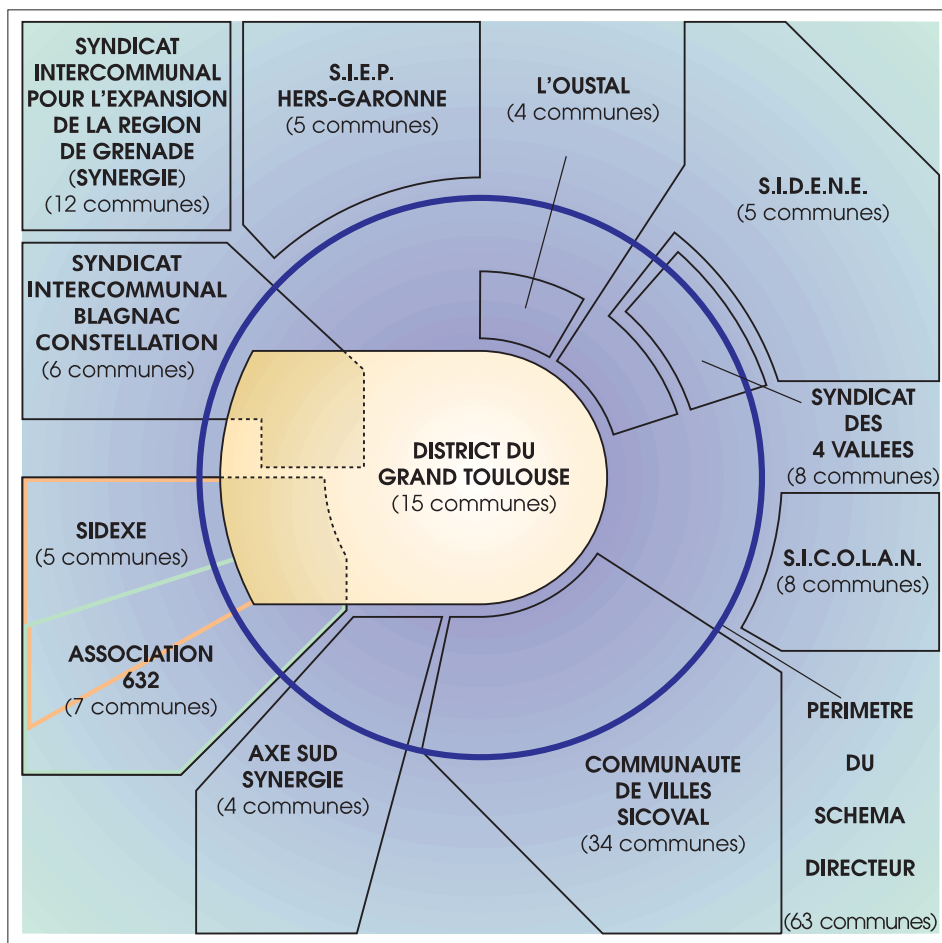 SYNDICAT
INTERCOMMUNAL
POUR L'EXPANSION
DE LA REGION
DE GRENADE
(SYNERGIE)
(12 communes)
S.I.E.P.
HERS-GARONNE
(5 communes)
L'OUSTAL
(4 communes)
S.I.D.E.N.E.
(5 communes)
SYNDICAT
INTERCOMMUNAL
BLAGNAC
CONSTELLATION
(6 communes)
SYNDICAT
DES
4 VALLEES
(8 communes)
DISTRICT DU
GRAND TOULOUSE
(15 communes)
SIDEXE
(5 communes)
S.I.C.O.L.A.N.
(8 communes)
ASSOCIATION
632
(7 communes)
AXE SUD
SYNERGIE
(4 communes)
COMMUNAUTE
DE VILLES
SICOVAL
(34 communes)
PERIMETRE
DU
SCHEMA
DIRECTEUR
(63 communes)